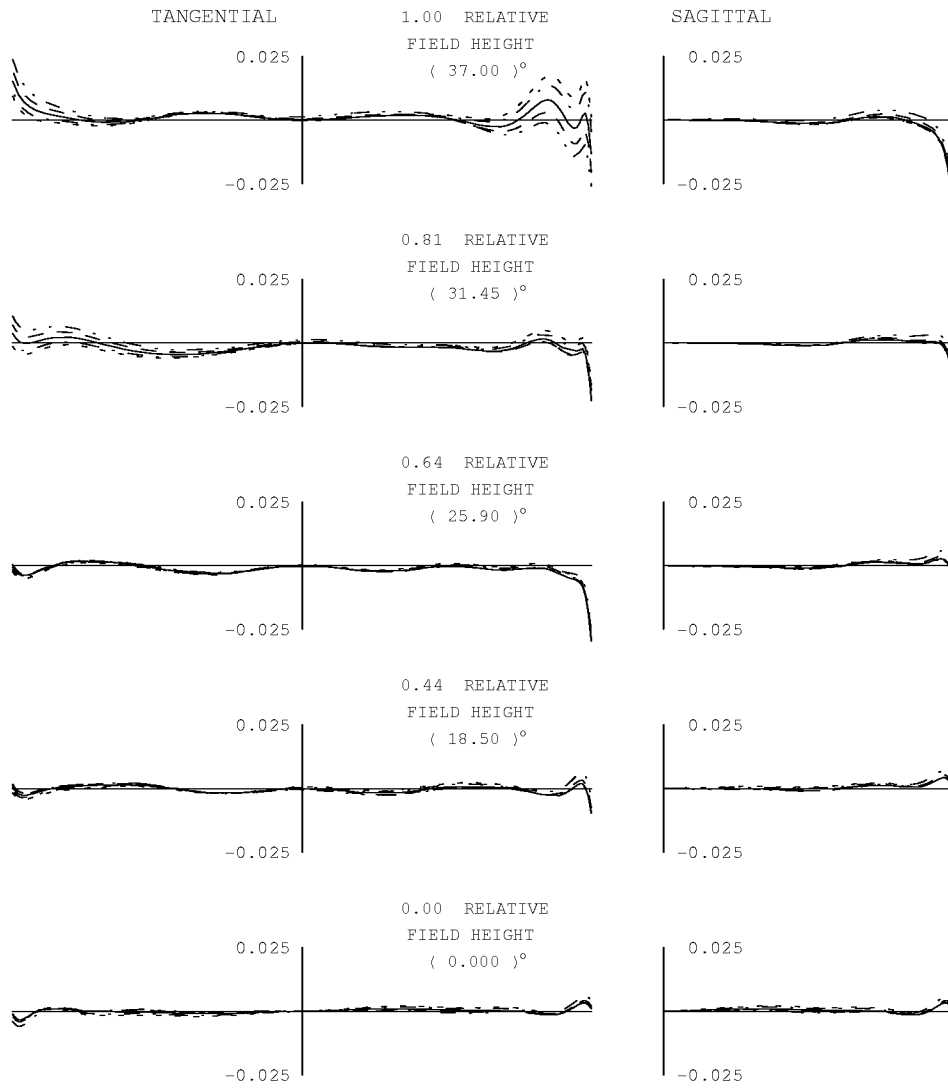 TANGENTIAL
1.00 RELATIVE
SAGITTAL
FIELD HEIGHT
( 37.00 )°
0.025
0.025
-0.025
-0.025
0.81 RELATIVE
FIELD HEIGHT
( 31.45 )°
0.025
0.025
-0.025
-0.025
0.64 RELATIVE
FIELD HEIGHT
( 25.90 )°
0.025
0.025
-0.025
-0.025
0.44 RELATIVE
FIELD HEIGHT
( 18.50 )°
0.025
0.025
-0.025
-0.025
0.00 RELATIVE
FIELD HEIGHT
( 0.000 )°
0.025
0.025
-0.025
-0.025